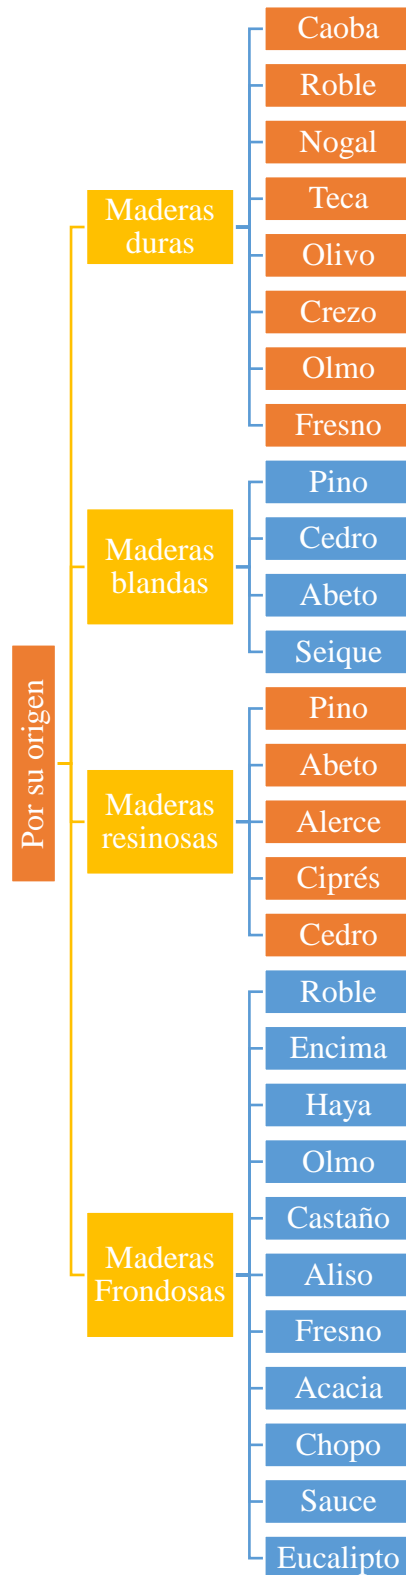 Por su origen
Maderas
duras
Caoba
Roble
Nogal
Teca
Olivo
Crezo
Olmo
Fresno
Maderas
blandas
Pino
Cedro
Abeto
Seique
Maderas
resinosas
Pino
Abeto
Alerce
Ciprés
Cedro
Maderas
Frondosas
Roble
Encima
Haya
Olmo
Castaño
Aliso
Fresno
Acacia
Chopo
Sauce
Eucalipto